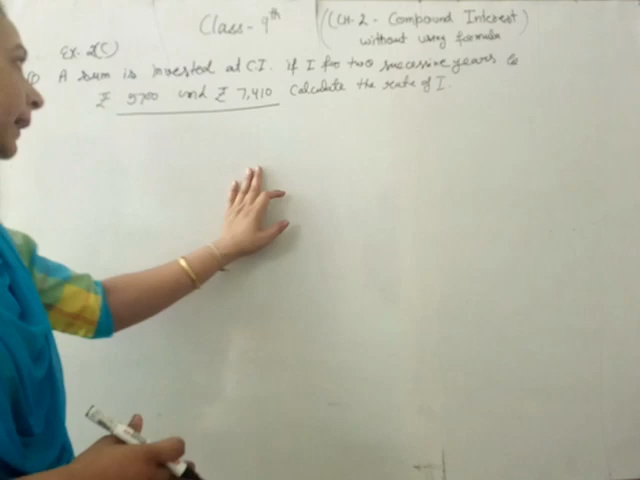 Class - 9th
(Ch. 2 - Compound Interest)
without using formula
Ex. 2(C)
① A sum is invested at C.I. if I for two successive years be
₹ 5700 and ₹ 7,410 Calculate the rate of I.